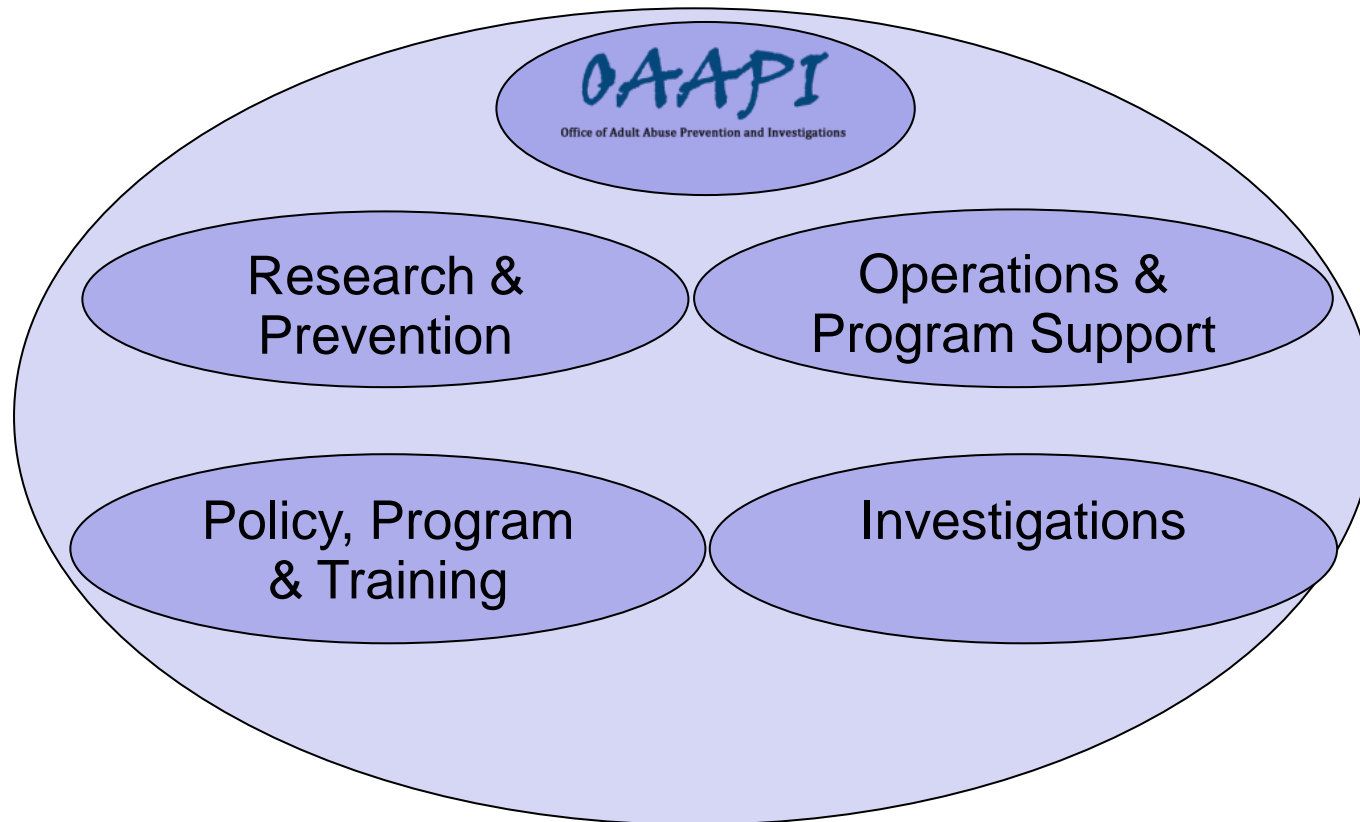 OAAPI
Office of Adult Abuse Prevention and Investigations
Research &
Prevention
Operations &
Program Support
Policy, Program
& Training
Investigations